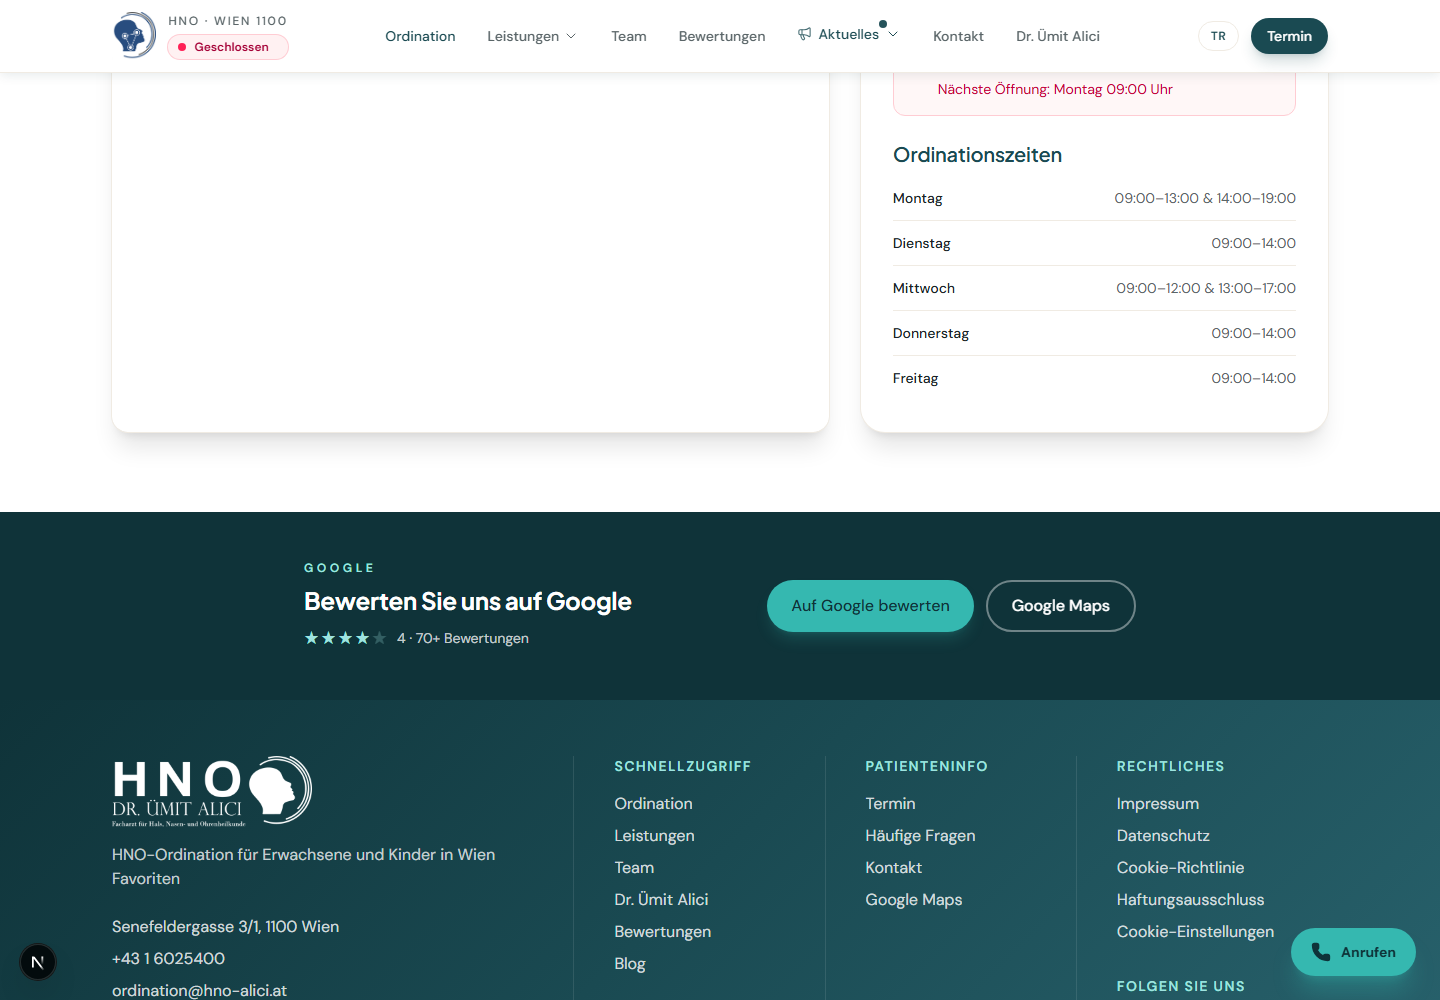 HNO · WIEN 1100
Geschlossen
Ordination
Leistungen
Team
Bewertungen
Aktuelles
Kontakt
Dr. Ümit Alici
TR
Termin
Nächste Öffnung: Montag 09:00 Uhr
Ordinationszeiten
Montag 09:00–13:00 & 14:00–19:00
Dienstag 09:00–14:00
Mittwoch 09:00–12:00 & 13:00–17:00
Donnerstag 09:00–14:00
Freitag 09:00–14:00
GOOGLE
Bewerten Sie uns auf Google
4 · 70+ Bewertungen
Auf Google bewerten
Google Maps
HNO
DR. ÜMIT ALICI
Facharzt für Hals, Nasen- und Ohrenheilkunde
HNO-Ordination für Erwachsene und Kinder in Wien
Favoriten
Senefeldergasse 3/1, 1100 Wien
+43 1 6025400
ordination@hno-alici.at
SCHNELLZUGRIFF
Ordination
Leistungen
Team
Dr. Ümit Alici
Bewertungen
Blog
PATIENTENINFO
Termin
Häufige Fragen
Kontakt
Google Maps
RECHTLICHES
Impressum
Datenschutz
Cookie-Richtlinie
Haftungsausschluss
Cookie-Einstellungen
FOLGEN SIE UNS
N
Anrufen